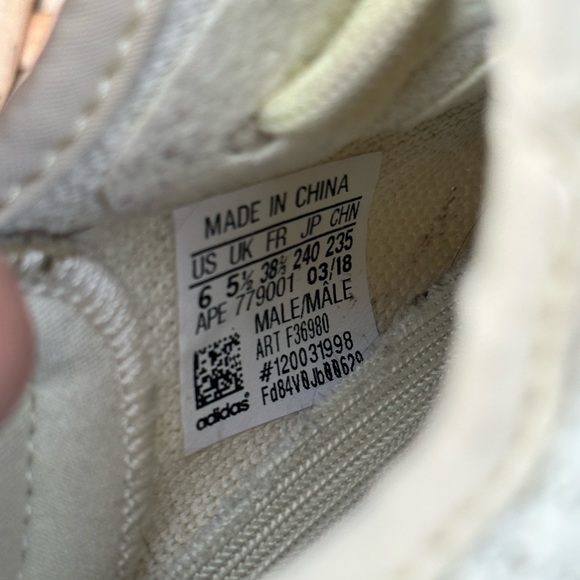 MADE IN CHINA
US UK FR JP CHN
6 5½ 38⅔ 240 235
APE 779001 03/18
MALE/MÂLE
ART F36980
#120031998
Fd84V0Jb00629
adidas®